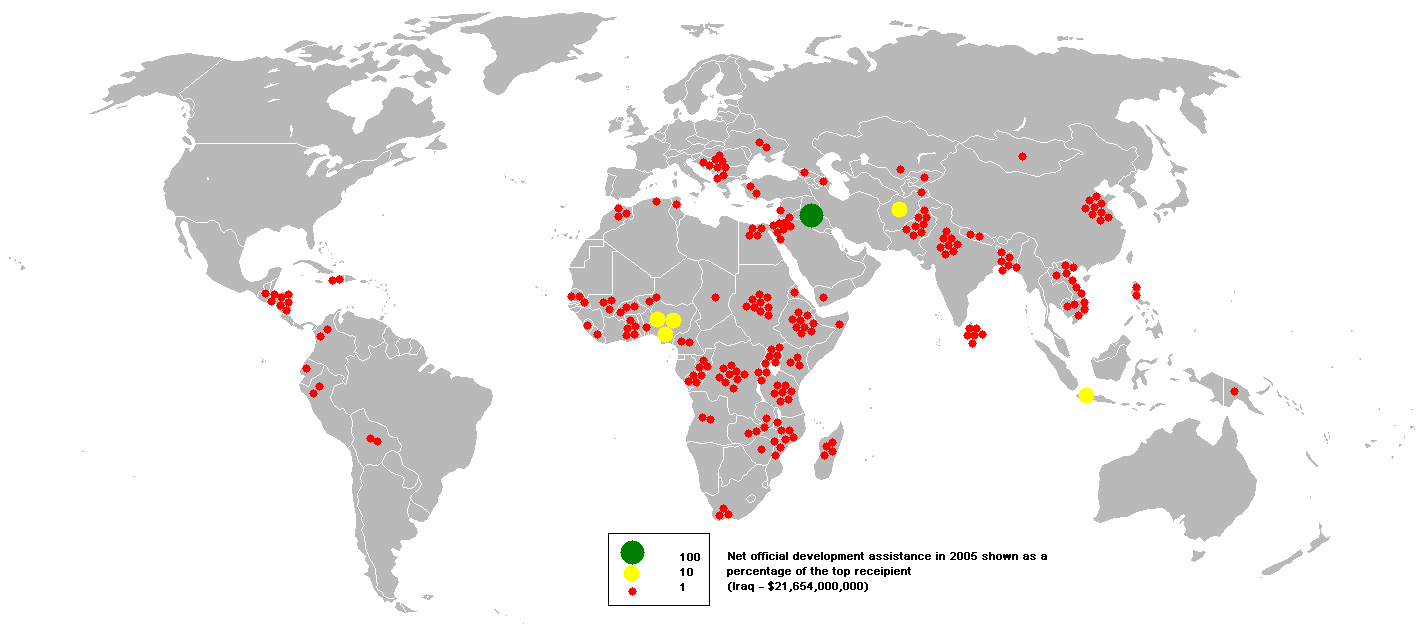 100
10
1
Net official development assistance in 2005 shown as a
percentage of the top receipient
(Iraq - $21,654,000,000)